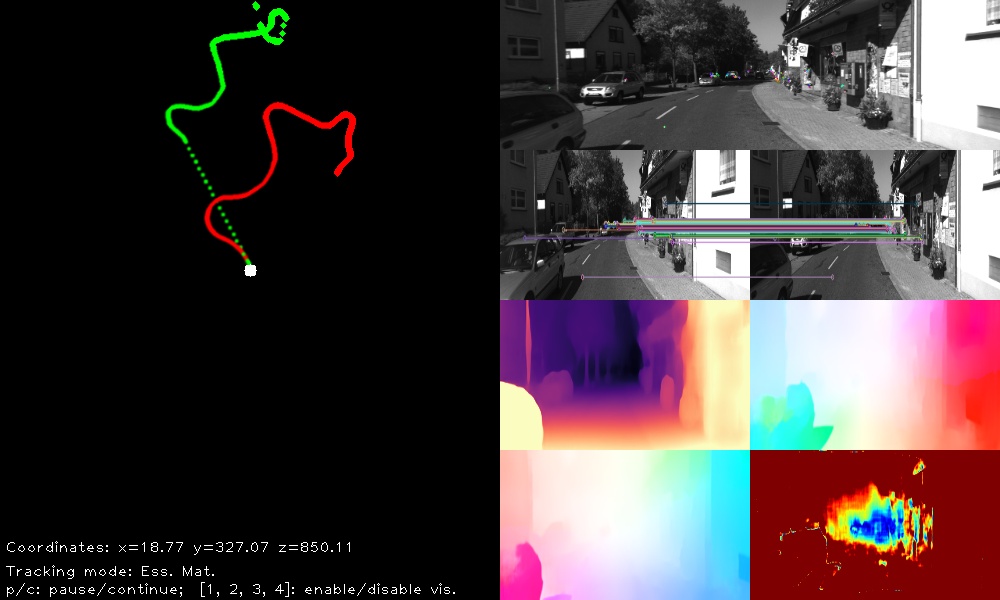 Coordinates: x=18.77 y=327.07 z=850.11
Tracking mode: Ess. Mat.
p/c: pause/continue; [1, 2, 3, 4]: enable/disable vis.